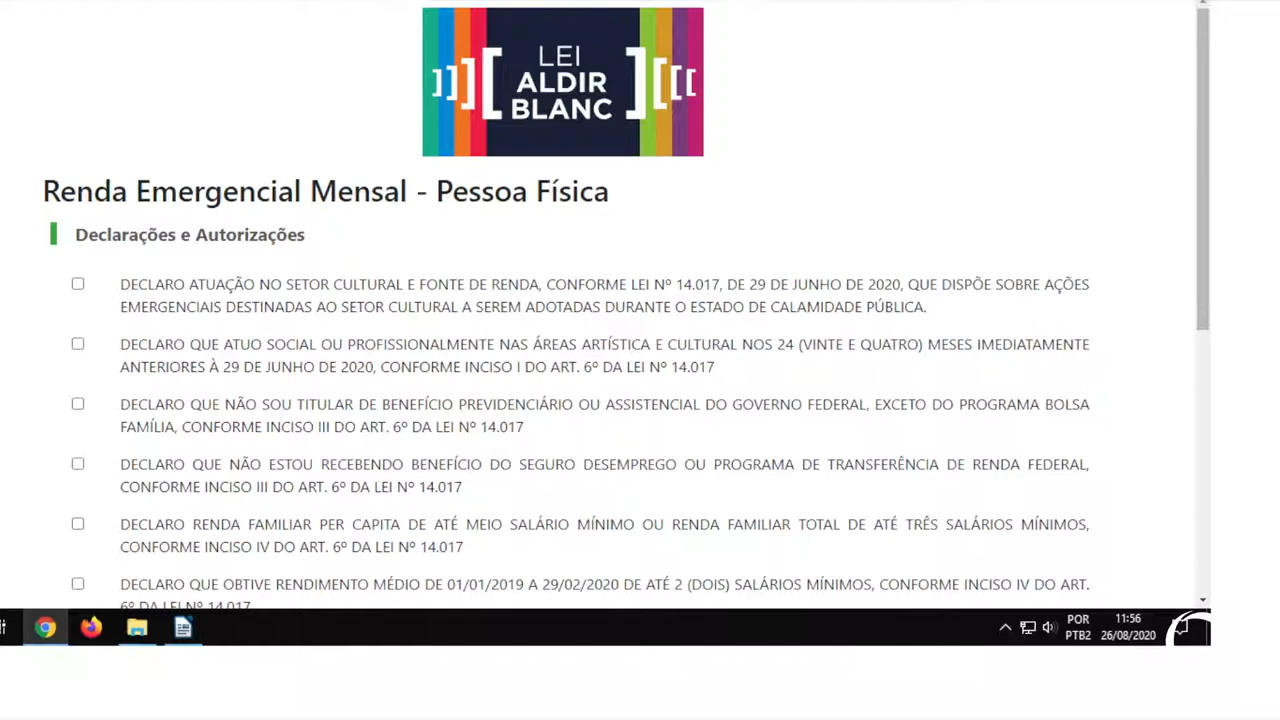 LEI
ALDIR
BLANC
Renda Emergencial Mensal - Pessoa Física
Declarações e Autorizações
DECLARO ATUAÇÃO NO SETOR CULTURAL E FONTE DE RENDA, CONFORME LEI Nº 14.017, DE 29 DE JUNHO DE 2020, QUE DISPÕE SOBRE AÇÕES
EMERGENCIAIS DESTINADAS AO SETOR CULTURAL A SEREM ADOTADAS DURANTE O ESTADO DE CALAMIDADE PÚBLICA.
DECLARO QUE ATUO SOCIAL OU PROFISSIONALMENTE NAS ÁREAS ARTÍSTICA E CULTURAL NOS 24 (VINTE E QUATRO) MESES IMEDIATAMENTE
ANTERIORES À 29 DE JUNHO DE 2020, CONFORME INCISO I DO ART. 6º DA LEI Nº 14.017
DECLARO QUE NÃO SOU TITULAR DE BENEFÍCIO PREVIDENCIÁRIO OU ASSISTENCIAL DO GOVERNO FEDERAL, EXCETO DO PROGRAMA BOLSA
FAMÍLIA, CONFORME INCISO III DO ART. 6º DA LEI Nº 14.017
DECLARO QUE NÃO ESTOU RECEBENDO BENEFÍCIO DO SEGURO DESEMPREGO OU PROGRAMA DE TRANSFERÊNCIA DE RENDA FEDERAL,
CONFORME INCISO III DO ART. 6º DA LEI Nº 14.017
DECLARO RENDA FAMILIAR PER CAPITA DE ATÉ MEIO SALÁRIO MÍNIMO OU RENDA FAMILIAR TOTAL DE ATÉ TRÊS SALÁRIOS MÍNIMOS,
CONFORME INCISO IV DO ART. 6º DA LEI Nº 14.017
DECLARO QUE OBTIVE RENDIMENTO MÉDIO DE 01/01/2019 A 29/02/2020 DE ATÉ 2 (DOIS) SALÁRIOS MÍNIMOS, CONFORME INCISO IV DO ART.
6º DA LEI Nº 14.017
POR
PTB2
11:56
26/08/2020